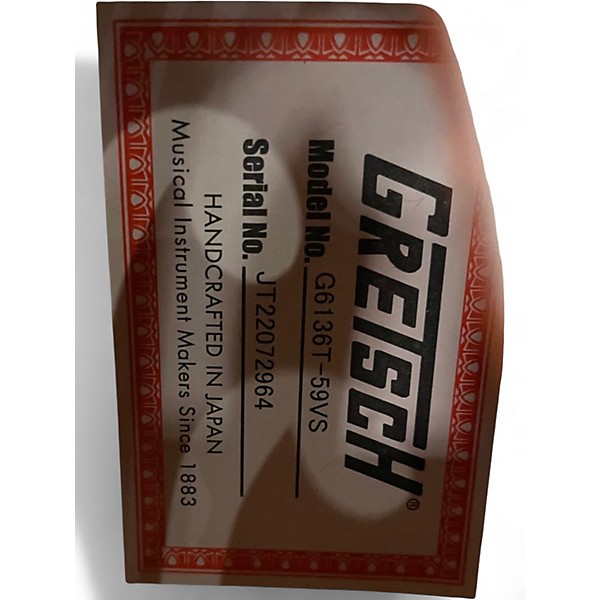 GRETSCH®
Model No. G6136T-59VS
Serial No. JT22072964
HANDCRAFTED IN JAPAN
Musical Instrument Makers Since 1883